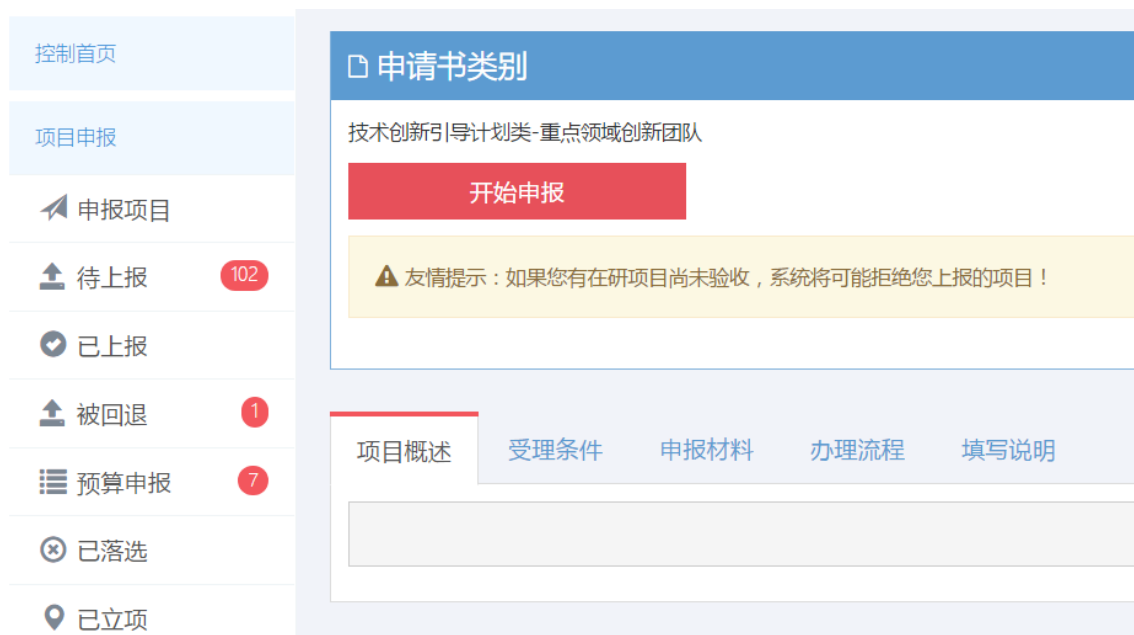 控制首页
项目申报
申报项目
待上报 102
已上报
被回退 1
预算申报 7
已落选
已立项
申请书类别
技术创新引导计划类-重点领域创新团队
开始申报
友情提示：如果您有在研项目尚未验收，系统将可能拒绝您上报的项目！
项目概述 受理条件 申报材料 办理流程 填写说明